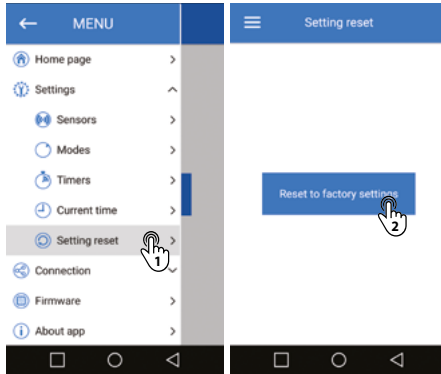 MENU
Home page
Settings
Sensors
Modes
Timers
Current time
Setting reset
1
Connection
Firmware
About app
Setting reset
Reset to factory settings
2